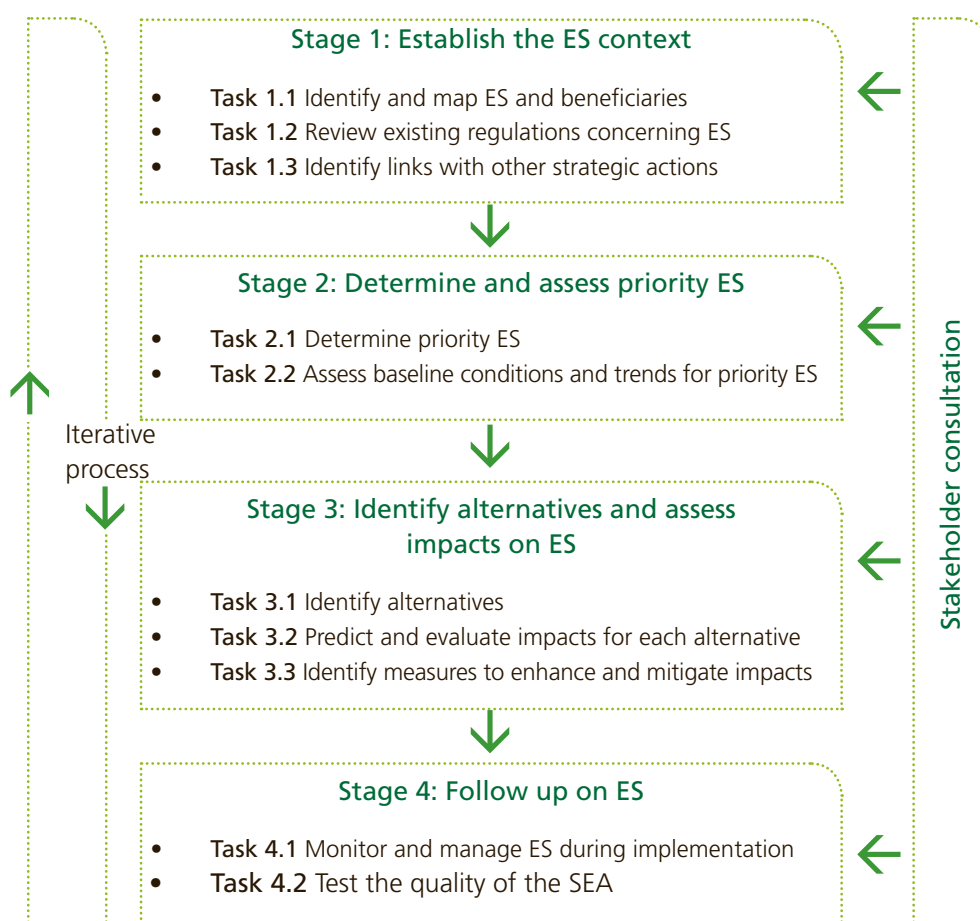 Stage 1: Establish the ES context
• Task 1.1 Identify and map ES and beneficiaries
• Task 1.2 Review existing regulations concerning ES
• Task 1.3 Identify links with other strategic actions
Stage 2: Determine and assess priority ES
• Task 2.1 Determine priority ES
• Task 2.2 Assess baseline conditions and trends for priority ES
Iterative
process
Stage 3: Identify alternatives and assess
impacts on ES
• Task 3.1 Identify alternatives
• Task 3.2 Predict and evaluate impacts for each alternative
• Task 3.3 Identify measures to enhance and mitigate impacts
Stage 4: Follow up on ES
• Task 4.1 Monitor and manage ES during implementation
• Task 4.2 Test the quality of the SEA
Stakeholder consultation